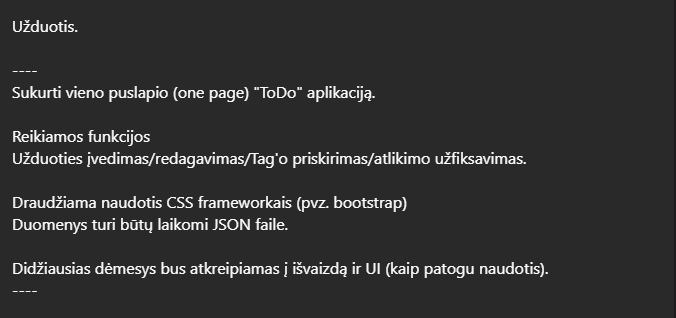 Užduotis.
----
Sukurti vieno puslapio (one page) "ToDo" aplikaciją.
Reikiamos funkcijos
Užduoties įvedimas/redagavimas/Tag'o priskirimas/atlikimo užfiksavimas.
Draudžiama naudotis CSS frameworkais (pvz. bootstrap)
Duomenys turi būtų laikomi JSON faile.
Didžiausias dėmesys bus atkreipiamas į išvaizdą ir UI (kaip patogu naudotis).
----